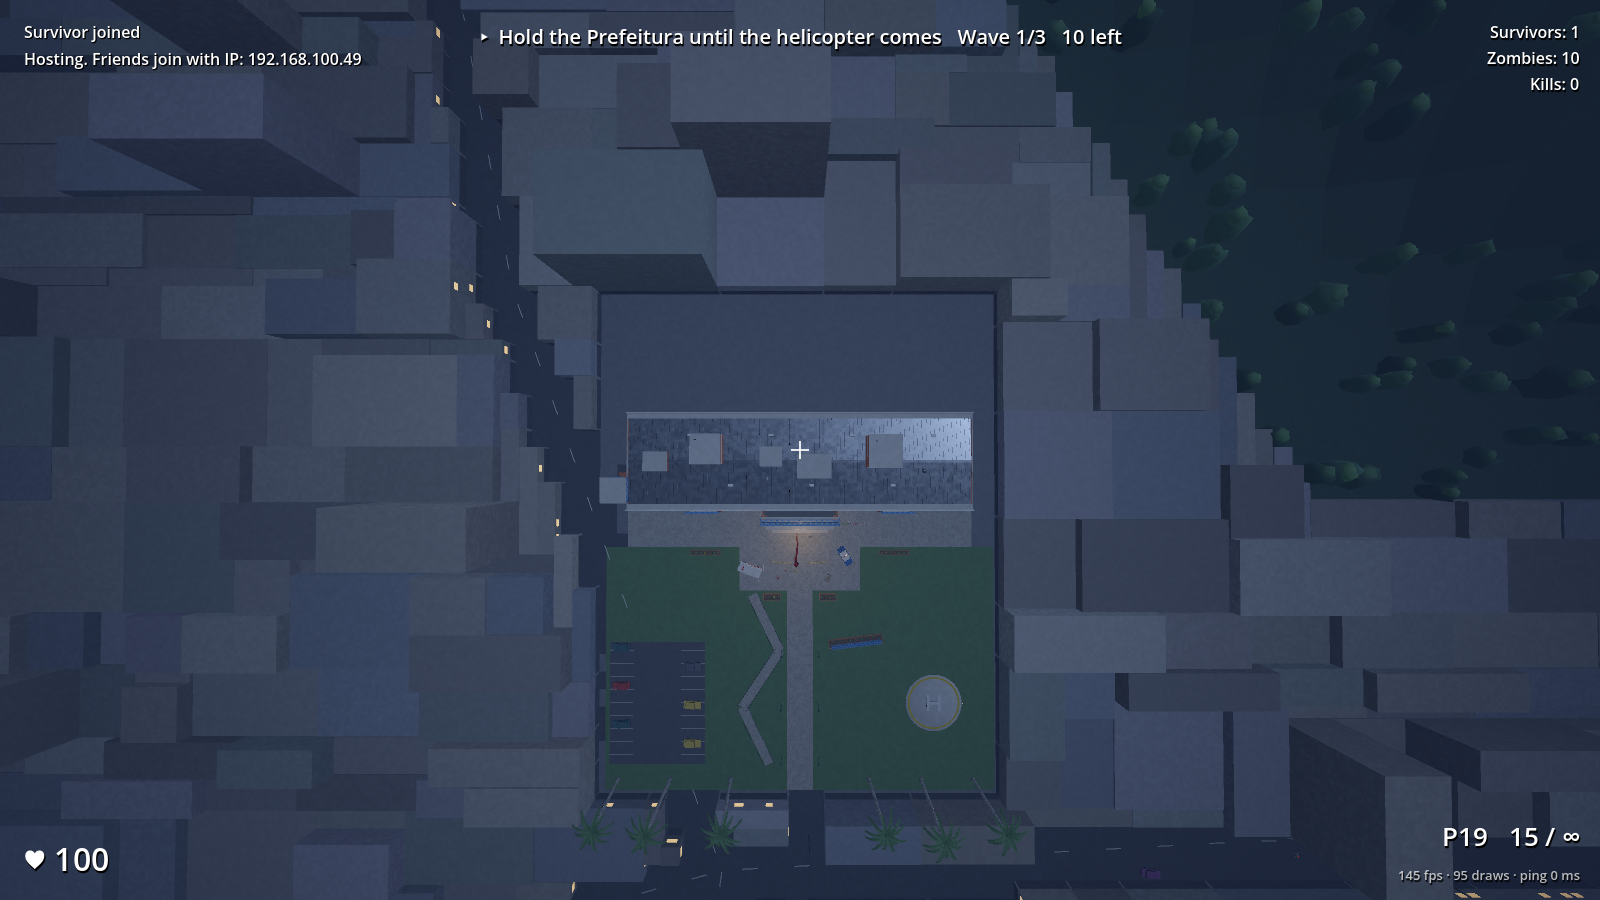 Survivor joined
Hosting. Friends join with IP: 192.168.100.49
▸ Hold the Prefeitura until the helicopter comes Wave 1/3 10 left
Survivors: 1
Zombies: 10
Kills: 0
H
100
P19 15 / ∞
145 fps · 95 draws · ping 0 ms